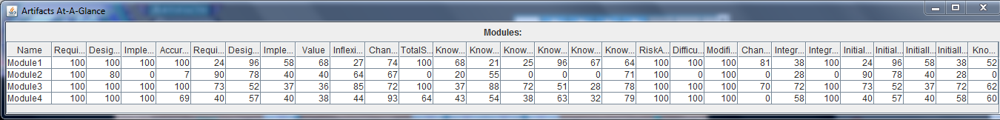 Artifacts At-A-Glance
Modules:
Name Requi... Desig... Imple... Accur... Requi... Desig... Imple... Value Inflexi... Chan... TotalS... Know... Know... Know... Know... Know... Know... RiskA... Difficu... Modifi... Chan... Integr... Integr... Initial... Initial... Initiall... Initiall... Kno...
Module1 100 100 100 100 24 96 58 68 27 74 100 68 21 25 96 67 64 100 100 100 81 38 100 24 96 58 38 52
Module2 100 80 0 7 90 78 40 40 64 67 0 20 55 0 0 0 71 100 0 100 0 28 0 90 78 40 28 0
Module3 100 100 100 100 73 52 37 36 85 72 100 37 88 72 51 28 78 100 100 100 70 72 100 73 52 37 72 62
Module4 100 100 100 69 40 57 40 38 44 93 64 43 54 38 63 32 79 100 100 100 0 58 100 40 57 40 58 60